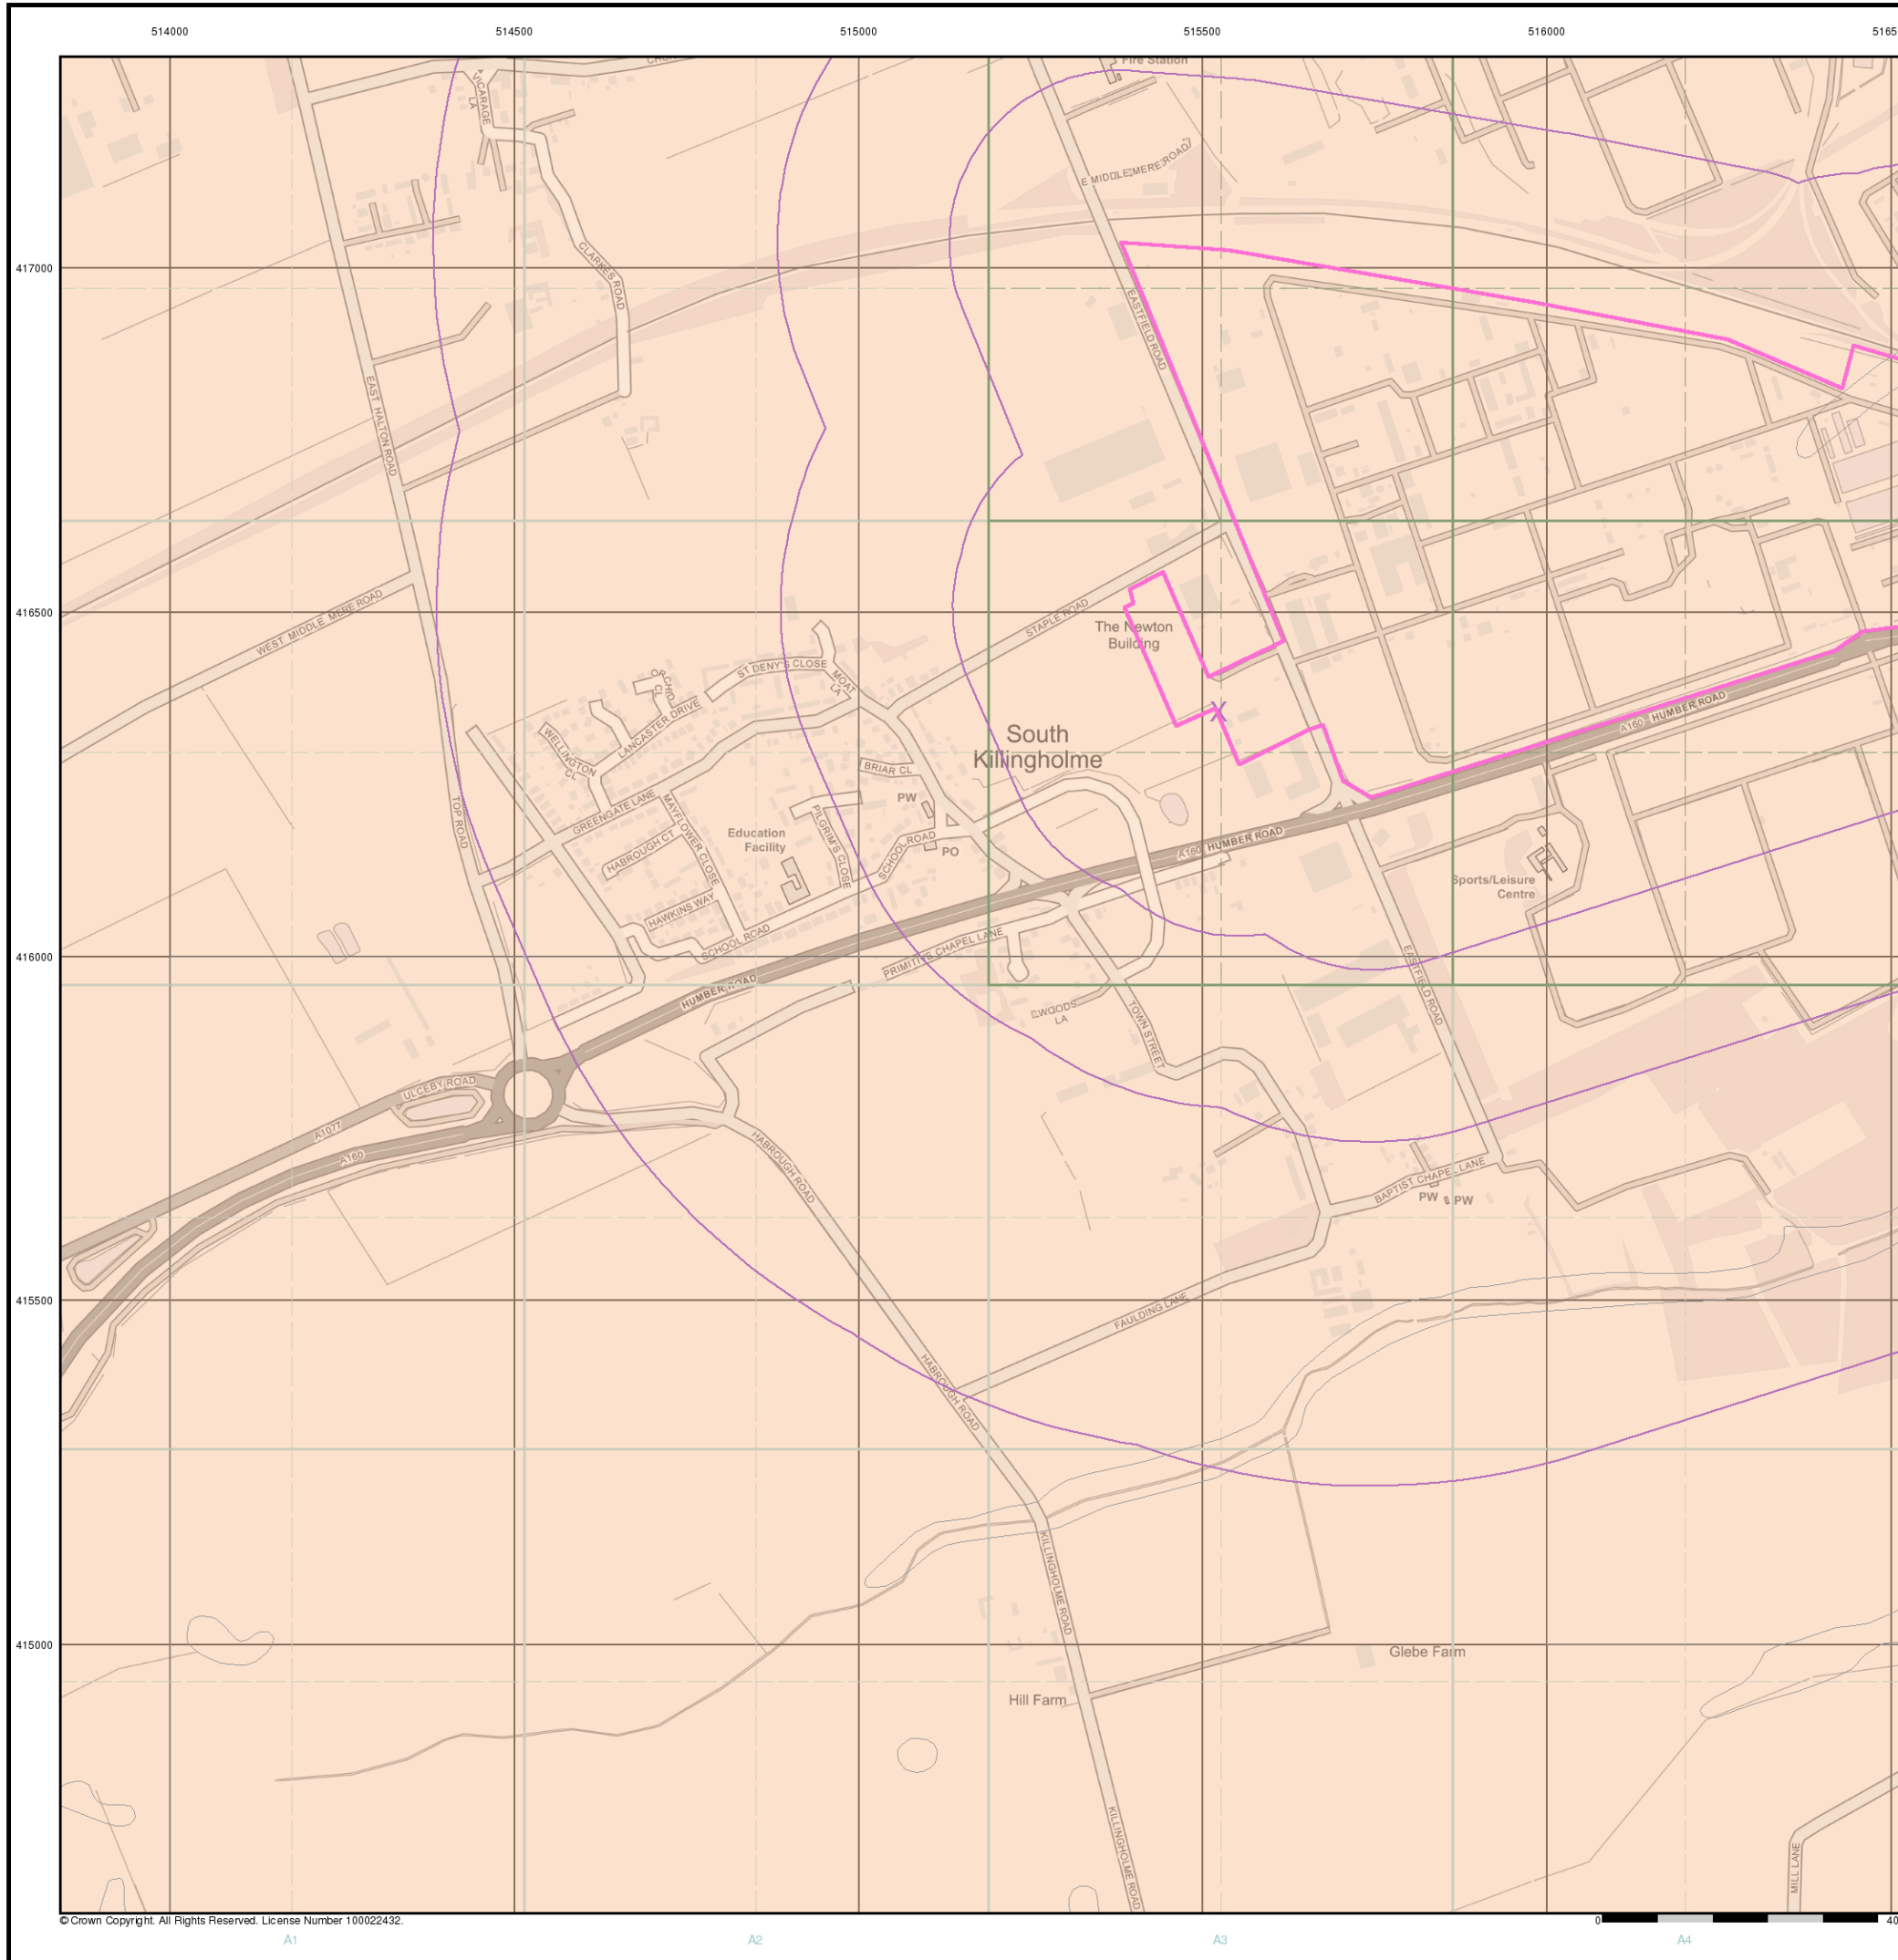 514000
514500
515000
515500
516000
5165
Fire Station
VICARAGE
LA
E MIDDLEMERE ROAD
CLARKES ROAD
417000
EASTFIELD ROAD
EAST HALTON ROAD
WEST MIDDLE MERE ROAD
416500
STAPLE ROAD
The Newton
Building
ST DENY'S CLOSE
MOAT
LA
ORCHID
CL
LANCASTER DRIVE
WELLINGTON
CL
X
A160 HUMBER ROAD
South
Killingholme
BRIAR CL
PW
GREENGATE LANE
MAYFLOWER CLOSE
PILGRIM'S CLOSE
TOP ROAD
HABROUGH CT
Education
Facility
SCHOOL ROAD
PO
A160 HUMBER ROAD
Sports/Leisure
Centre
HAWKINS WAY
SCHOOL ROAD
PRIMITIVE CHAPEL LANE
416000
EASTFIELD ROAD
HUMBER ROAD
EWOODS
LA
TOWN STREET
ULCEBY ROAD
A1077
A160
HABROUGH ROAD
BAPTIST CHAPEL LANE
PW
PW
415500
FAULDING LANE
HABROUGH ROAD
KILLINGHOLME ROAD
415000
Glebe Farm
Hill Farm
KILLINGHOLME ROAD
MILL LANE
© Crown Copyright. All Rights Reserved. License Number 100022432.
0
40
A1
A2
A3
A4